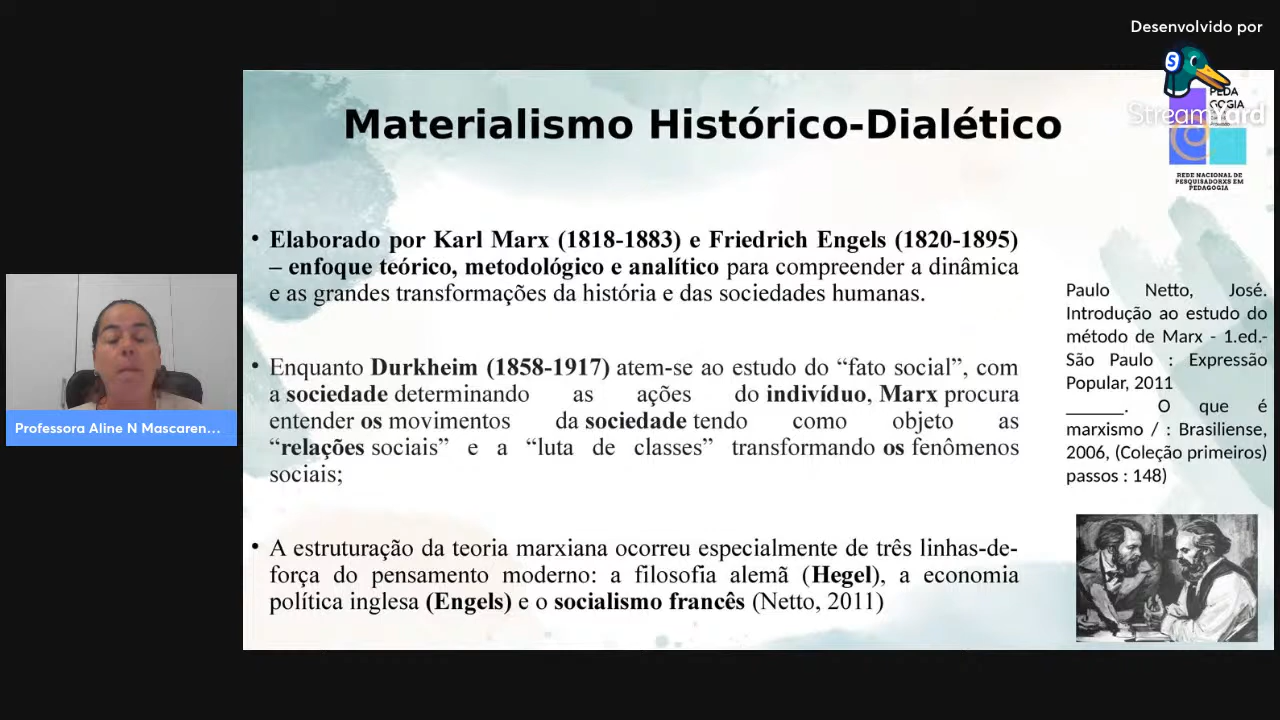 Desenvolvido por
StreamYard
PEDA
GOGIA
REDE NACIONAL DE
PESQUISADORXS EM
PEDAGOGIA
Materialismo Histórico-Dialético
• Elaborado por Karl Marx (1818-1883) e Friedrich Engels (1820-1895)
– enfoque teórico, metodológico e analítico para compreender a dinâmica
e as grandes transformações da história e das sociedades humanas.
• Enquanto Durkheim (1858-1917) atem-se ao estudo do “fato social”, com
a sociedade determinando as ações do indivíduo, Marx procura
entender os movimentos da sociedade tendo como objeto as
“relações sociais” e a “luta de classes” transformando os fenômenos
sociais;
• A estruturação da teoria marxiana ocorreu especialmente de três linhas-de-
força do pensamento moderno: a filosofia alemã (Hegel), a economia
política inglesa (Engels) e o socialismo francês (Netto, 2011)
Paulo Netto, José.
Introdução ao estudo do
método de Marx - 1.ed.-
São Paulo : Expressão
Popular, 2011
______. O que é
marxismo / : Brasiliense,
2006, (Coleção primeiros)
passos : 148)
Professora Aline N Mascaren...